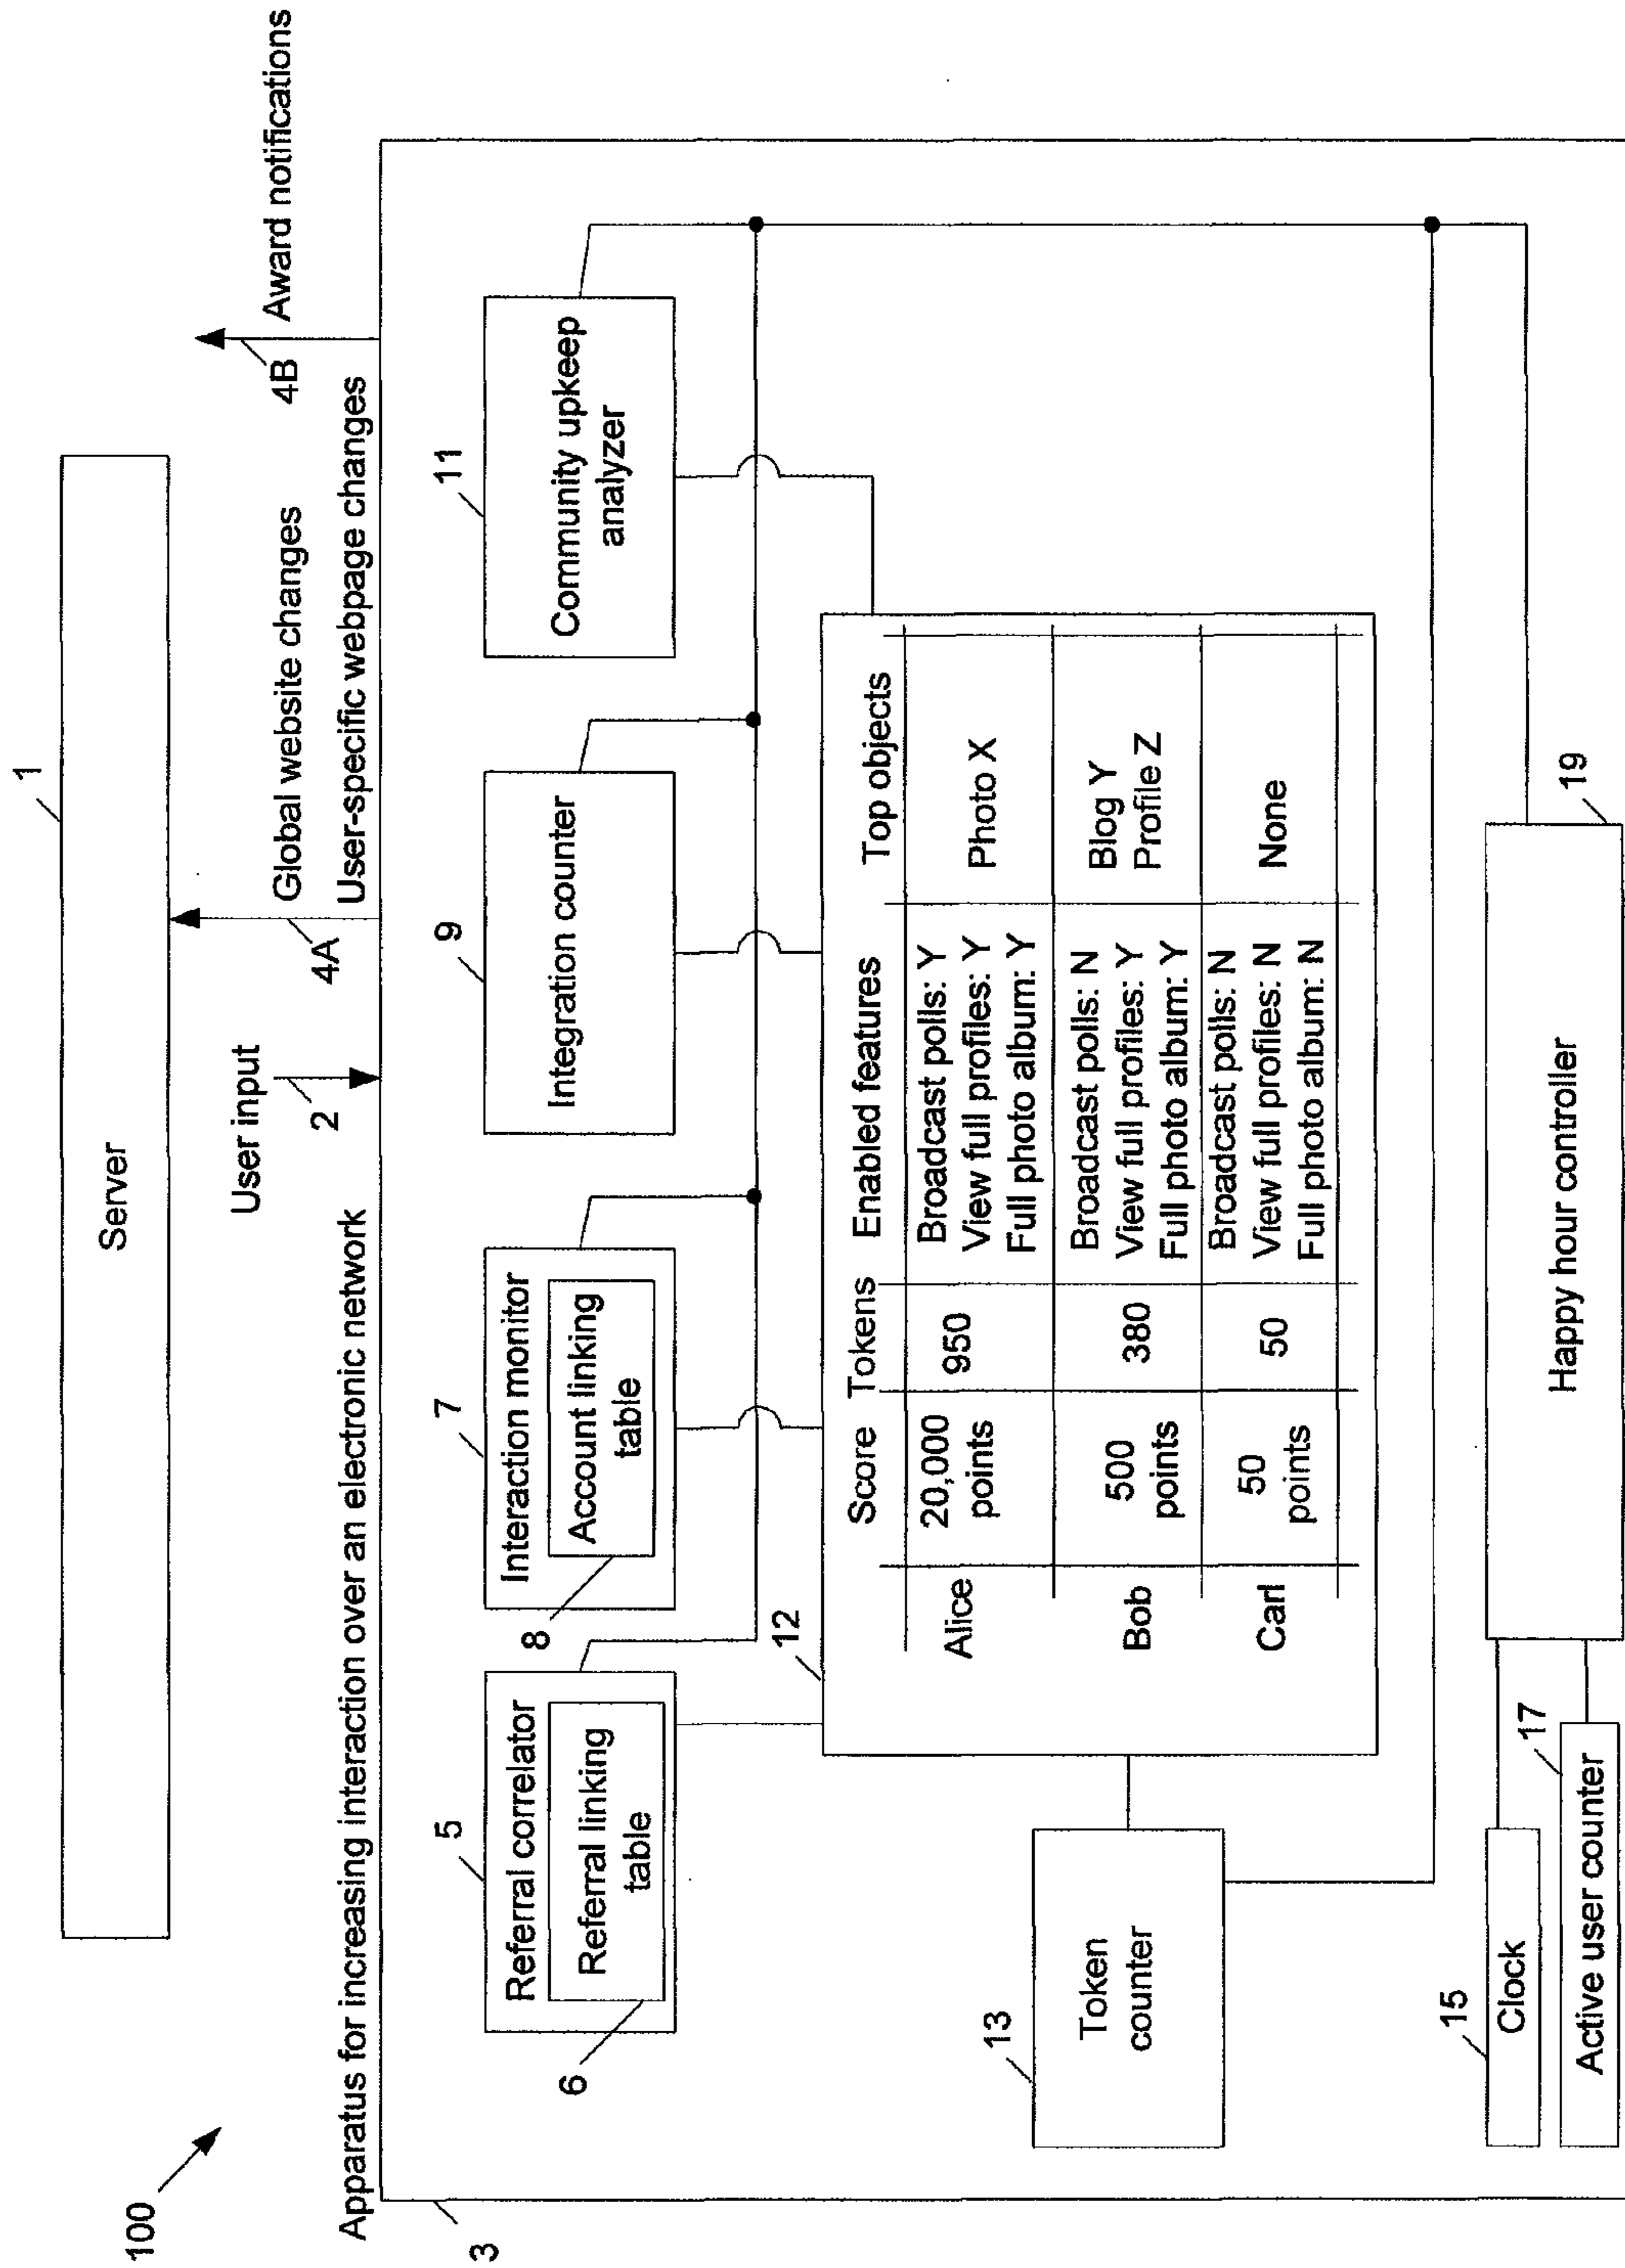 100
1
Server
User input
2
4A
Global website changes
User-specific webpage changes
4B
Award notifications
Apparatus for increasing interaction over an electronic network
3
5
Referral correlator
Referral linking
table
6
7
Interaction monitor
Account linking
table
8
9
Integration counter
11
Community upkeep
analyzer
12
Score Tokens Enabled features Top objects
Alice 20,000 points 950 Broadcast polls: Y Photo X
View full profiles: Y
Full photo album: Y
Bob 500 points 380 Broadcast polls: N Blog Y
View full profiles: Y Profile Z
Full photo album: Y
Carl 50 points 50 Broadcast polls: N None
View full profiles: N
Full photo album: N
13
Token
counter
15
Clock
17
Active user counter
Happy hour controller
19